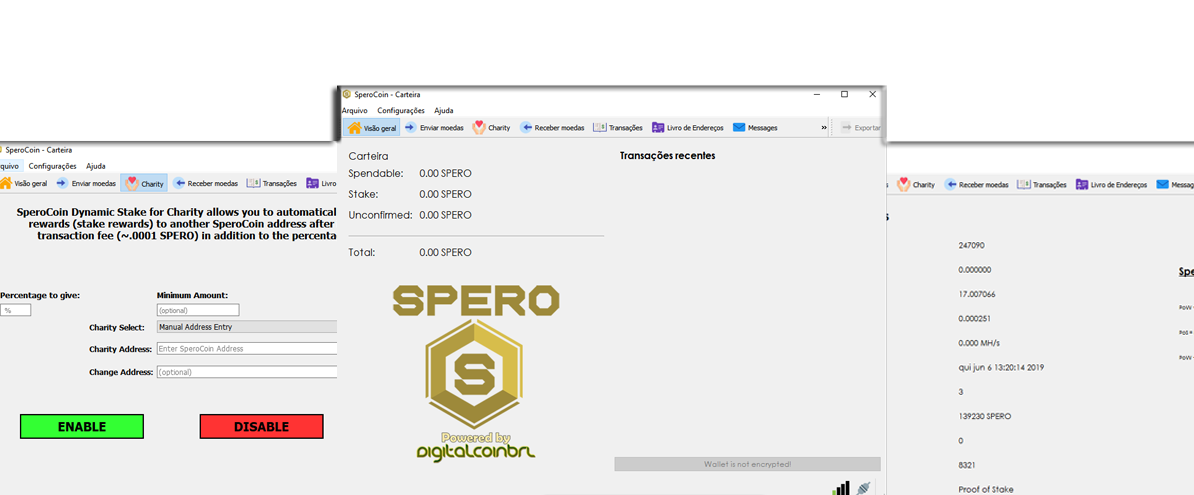 SperoCoin - Carteira
quivo Configurações Ajuda
Visão geral Enviar moedas Charity Receber moedas Transações Livro
SperoCoin Dynamic Stake for Charity allows you to automatical
rewards (stake rewards) to another SperoCoin address after
transaction fee (~.0001 SPERO) in addition to the percenta
Percentage to give: Minimum Amount:
% (optional)
Charity Select: Manual Address Entry
Charity Address: Enter SperoCoin Address
Change Address: (optional)
ENABLE DISABLE
SperoCoin - Carteira
Arquivo Configurações Ajuda
Visão geral Enviar moedas Charity Receber moedas Transações Livro de Endereços Messages » Exportar
Carteira
Spendable: 0.00 SPERO
Stake: 0.00 SPERO
Unconfirmed: 0.00 SPERO
Total: 0.00 SPERO
Transações recentes
SPERO
S
Powered by
DigitalCoinBRL
Wallet is not encrypted!
s Charity Receber moedas Transações Livro de Endereços Messag
s
247090
0.000000
17.007066
0.000251
0.000 MH/s
qui jun 6 13:20:14 2019
3
139230 SPERO
0
8321
Proof of Stake
Spe
PoW
PoS =
PoW